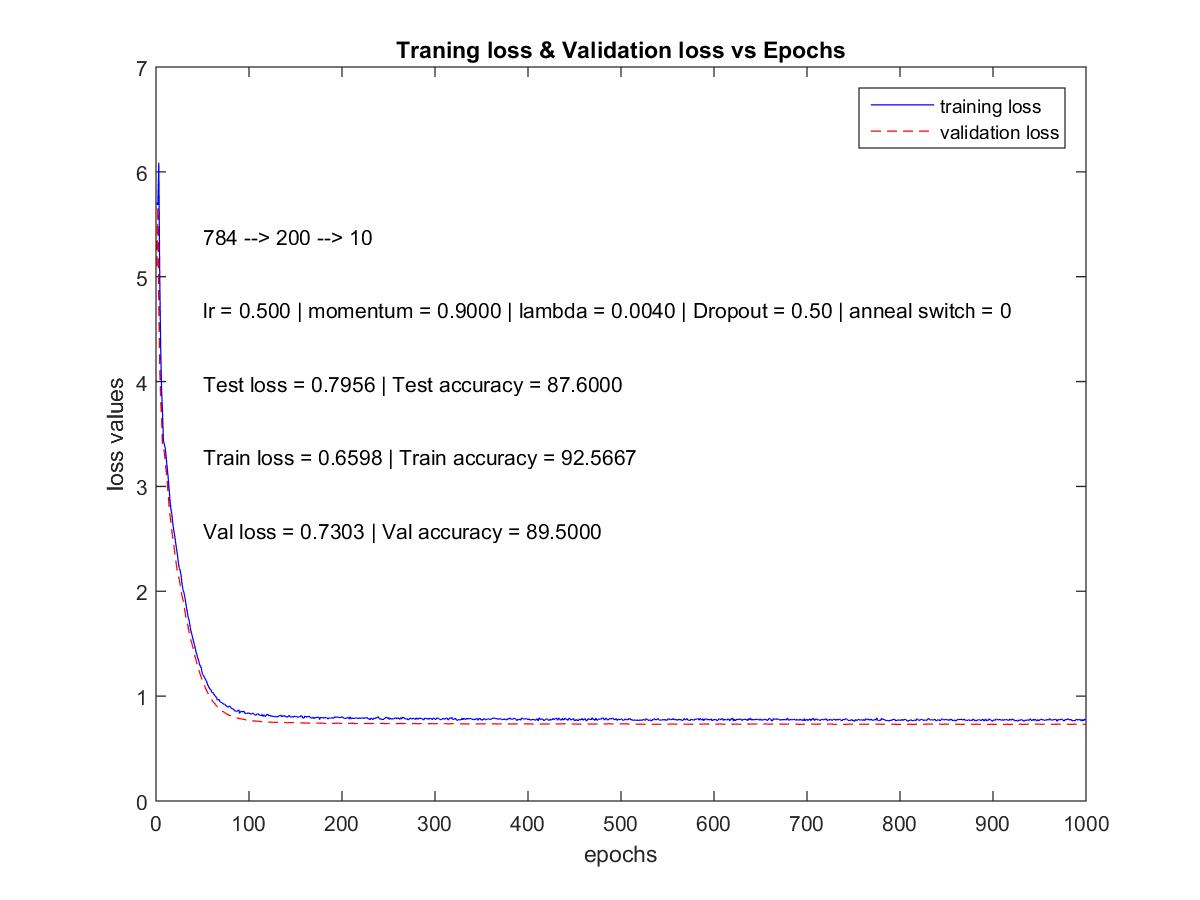 Traning loss & Validation loss vs Epochs
7
training loss
validation loss
6
784 --> 200 --> 10
5
lr = 0.500 | momentum = 0.9000 | lambda = 0.0040 | Dropout = 0.50 | anneal switch = 0
4
Test loss = 0.7956 | Test accuracy = 87.6000
loss values
Train loss = 0.6598 | Train accuracy = 92.5667
3
Val loss = 0.7303 | Val accuracy = 89.5000
2
1
0
0 100 200 300 400 500 600 700 800 900 1000
epochs